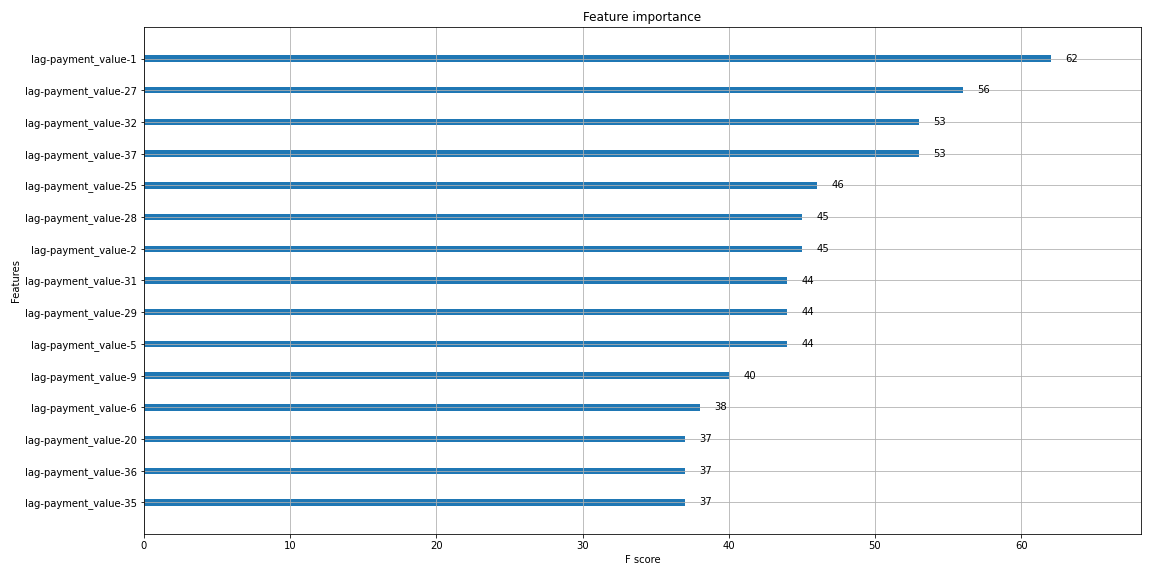 Feature importance
Features
lag-payment_value-1 62
lag-payment_value-27 56
lag-payment_value-32 53
lag-payment_value-37 53
lag-payment_value-25 46
lag-payment_value-28 45
lag-payment_value-2 45
lag-payment_value-31 44
lag-payment_value-29 44
lag-payment_value-5 44
lag-payment_value-9 40
lag-payment_value-6 38
lag-payment_value-20 37
lag-payment_value-36 37
lag-payment_value-35 37
0 10 20 30 40 50 60
F score